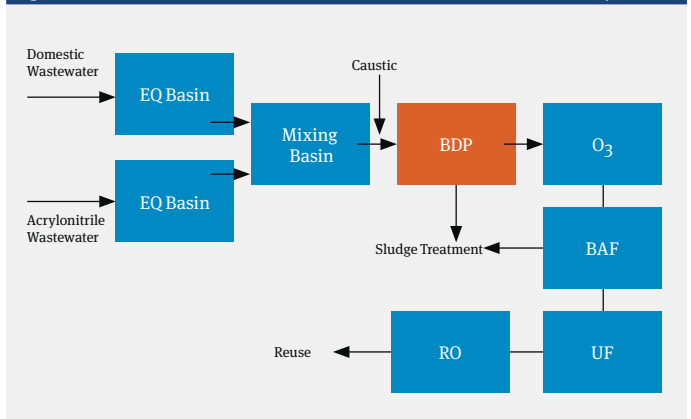 Domestic
Wastewater
EQ Basin
Caustic
Mixing
Basin
BDP
O3
EQ Basin
Acrylonitrile
Wastewater
Sludge Treatment
BAF
Reuse
RO
UF